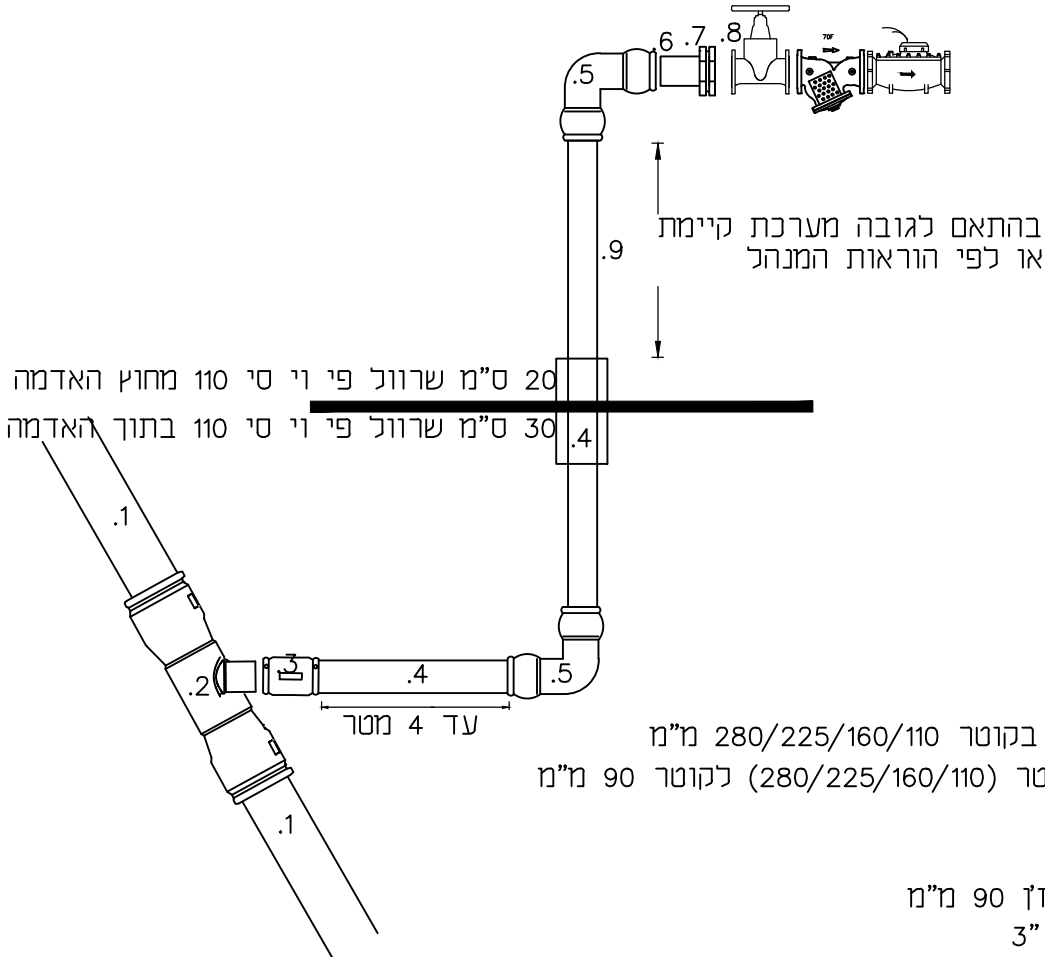 6 .7 .8
70F
.5
בהתאם לגובה מערכת קיימת
או לפי הוראות המנהל
.9
20 ס"מ שרוול פי וי סי 110 מחוץ האדמה
30 ס"מ שרוול פי וי סי 110 בתוך האדמה
.4
.1
.2
.3
.4
.5
עד 4 מטר
בקוטר 280/225/160/110 מ"מ
(280/225/160/110) לקוטר 90 מ"מ
.1
90 מ"מ
3"